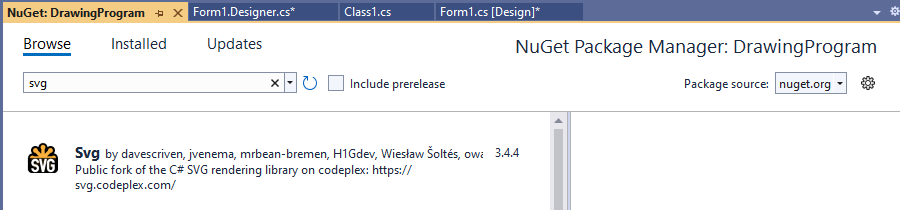 NuGet: DrawingProgram Form1.Designer.cs* Class1.cs Form1.cs [Design]*
Browse Installed Updates NuGet Package Manager: DrawingProgram
svg Include prerelease Package source: nuget.org
Svg by davescriven, jvenema, mrbean-bremen, H1Gdev, Wiesław Šoltés, owa 3.4.4
SVG Public fork of the C# SVG rendering library on codeplex: https://
svg.codeplex.com/